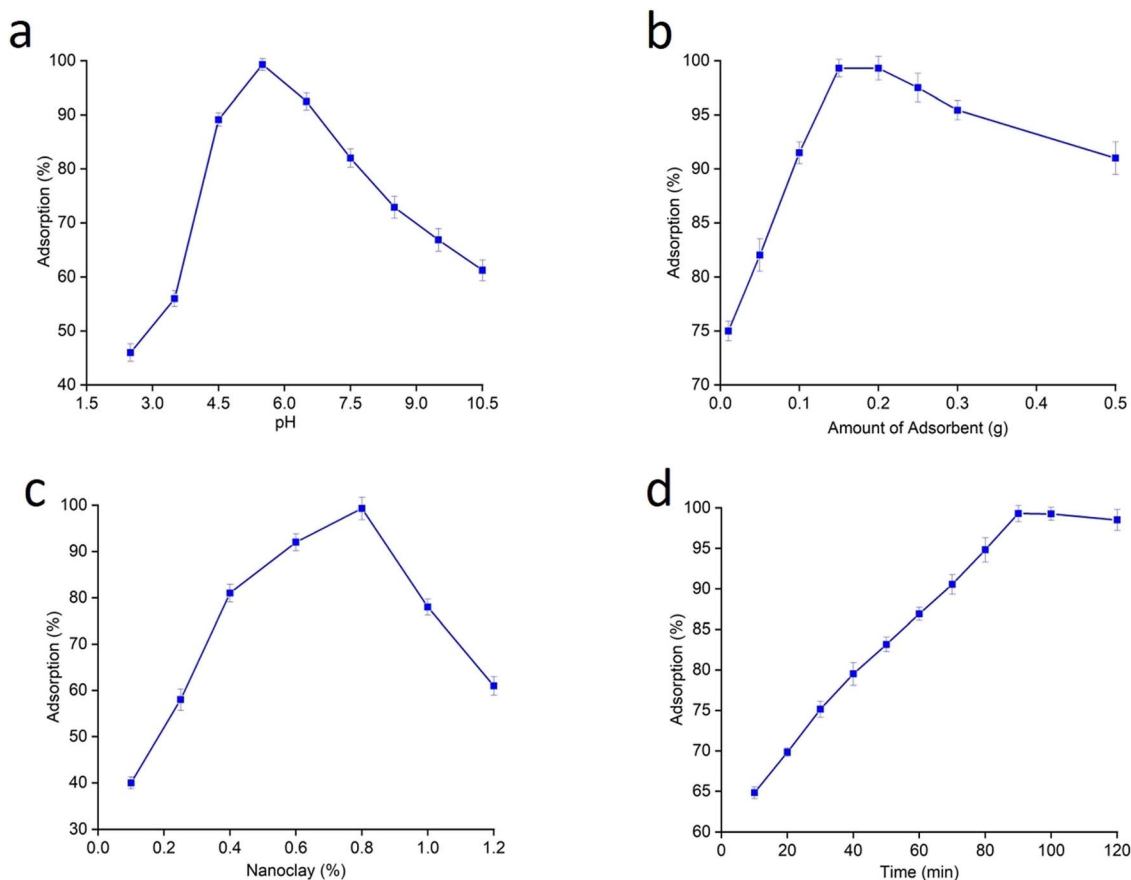 a
100
90
80
70
60
50
40
Adsorption (%)
1.5 3.0 4.5 6.0 7.5 9.0 10.5
pH
b
100
95
90
85
80
75
70
Adsorption (%)
0.0 0.1 0.2 0.3 0.4 0.5
Amount of Adsorbent (g)
c
100
90
80
70
60
50
40
30
Adsorption (%)
0.0 0.2 0.4 0.6 0.8 1.0 1.2
Nanoclay (%)
d
100
95
90
85
80
75
70
65
60
Adsorption (%)
0 20 40 60 80 100 120
Time (min)